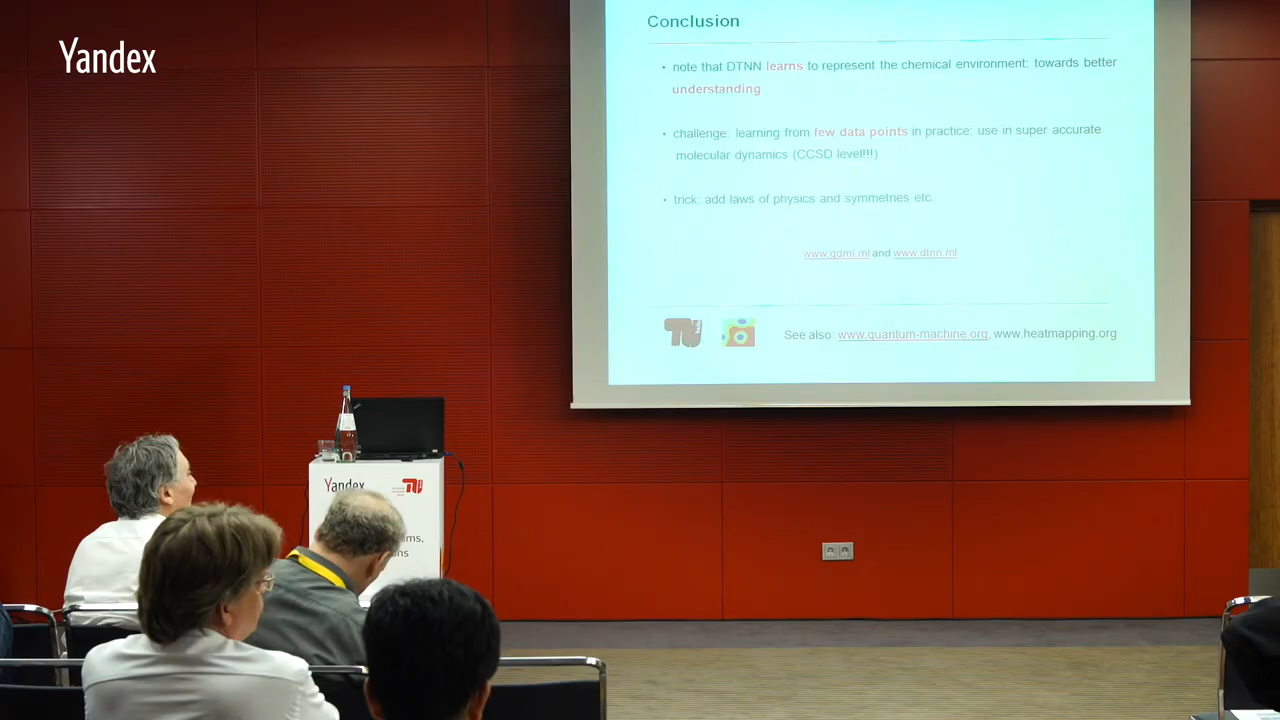 Yandex
Conclusion
• note that DTNN learns to represent the chemical environment: towards better
understanding
• challenge: learning from few data points in practice: use in super accurate
molecular dynamics (CCSD level!!!)
• trick: add laws of physics and symmetries etc
www.gdml.ml and www.dtnn.ml
TU
See also: www.quantum-machine.org, www.heatmapping.org
Yandex
TU